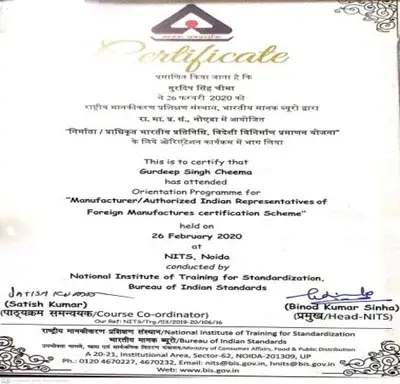 मानक पथप्रदर्शक
Certificate
प्रमाणित किया जाता है कि
गुरदिप सिंह चीमा
ने 26 फरवरी 2020 को
राष्ट्रीय मानकीकरण प्रशिक्षण संस्थान, भारतीय मानक ब्यूरो द्वारा
रा. मा. प्र. सं., नोएडा में आयोजित
"निर्माता / प्राधिकृत भारतीय प्रतिनिधि, विदेशी विनिर्माण प्रमाणन योजना"
के लिये ओरिएंटेशन कार्यक्रम में भाग लिया
This is to certify that
Gurdeep Singh Cheema
has attended
Orientation Programme for
"Manufacturer/Authorized Indian Representatives of
Foreign Manufactures certification Scheme"
held on
26 February 2020
at
NITS, Noida
conducted by
National Institute of Training for Standardization,
Bureau of Indian Standards
(Satish Kumar)
(Binod Kumar Sinha)
(पाठ्यक्रम समन्वयक/Course Co-ordinator)
(प्रमुख/Head-NITS)
Our Ref: NITS/Trg./03/2019-20/106/16
राष्ट्रीय मानकीकरण प्रशिक्षण संस्थान/National Institute of Training for Standardization
भारतीय मानक ब्यूरो/Bureau of Indian Standards
उपभोक्ता मामले, खाद्य एवं सार्वजनिक वितरण मंत्रालय/Ministry of Consumer Affairs, Food & Public Distribution
A 20-21, Institutional Area, Sector-62, NOIDA-201309, UP
Ph.: 0120 4670227, 4670232, Email: nits@bis.gov.in, hnits@bis.gov.in
Web: www.bis.gov.in